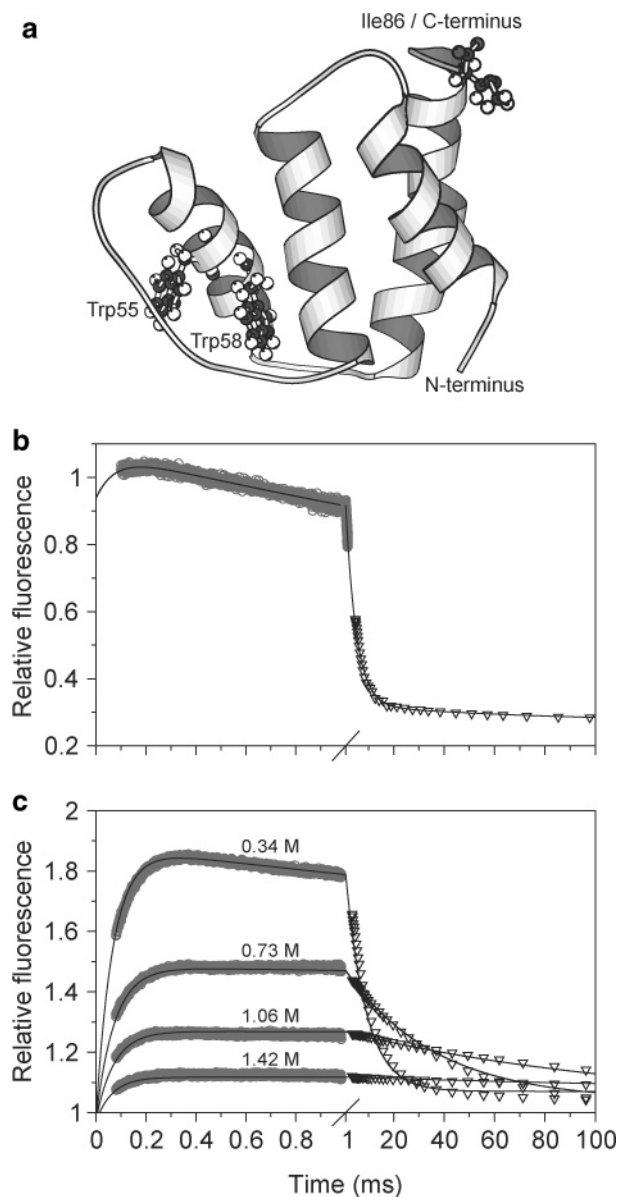 a
Ile86 / C-terminus
Trp55
Trp58
N-terminus
b
Relative fluorescence
1
0.8
0.6
0.4
0.2
c
Relative fluorescence
2
1.8
1.6
1.4
1.2
1
0.34 M
0.73 M
1.06 M
1.42 M
0 0.2 0.4 0.6 0.8 1 20 40 60 80 100
Time (ms)